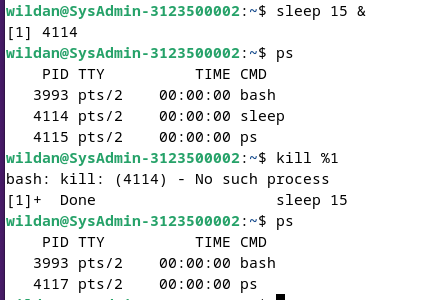 wildan@SysAdmin-3123500002:~$ sleep 15 &
[1] 4114
wildan@SysAdmin-3123500002:~$ ps
    PID TTY          TIME CMD
   3993 pts/2    00:00:00 bash
   4114 pts/2    00:00:00 sleep
   4115 pts/2    00:00:00 ps
wildan@SysAdmin-3123500002:~$ kill %1
bash: kill: (4114) - No such process
[1]+  Done                    sleep 15
wildan@SysAdmin-3123500002:~$ ps
    PID TTY          TIME CMD
   3993 pts/2    00:00:00 bash
   4117 pts/2    00:00:00 ps